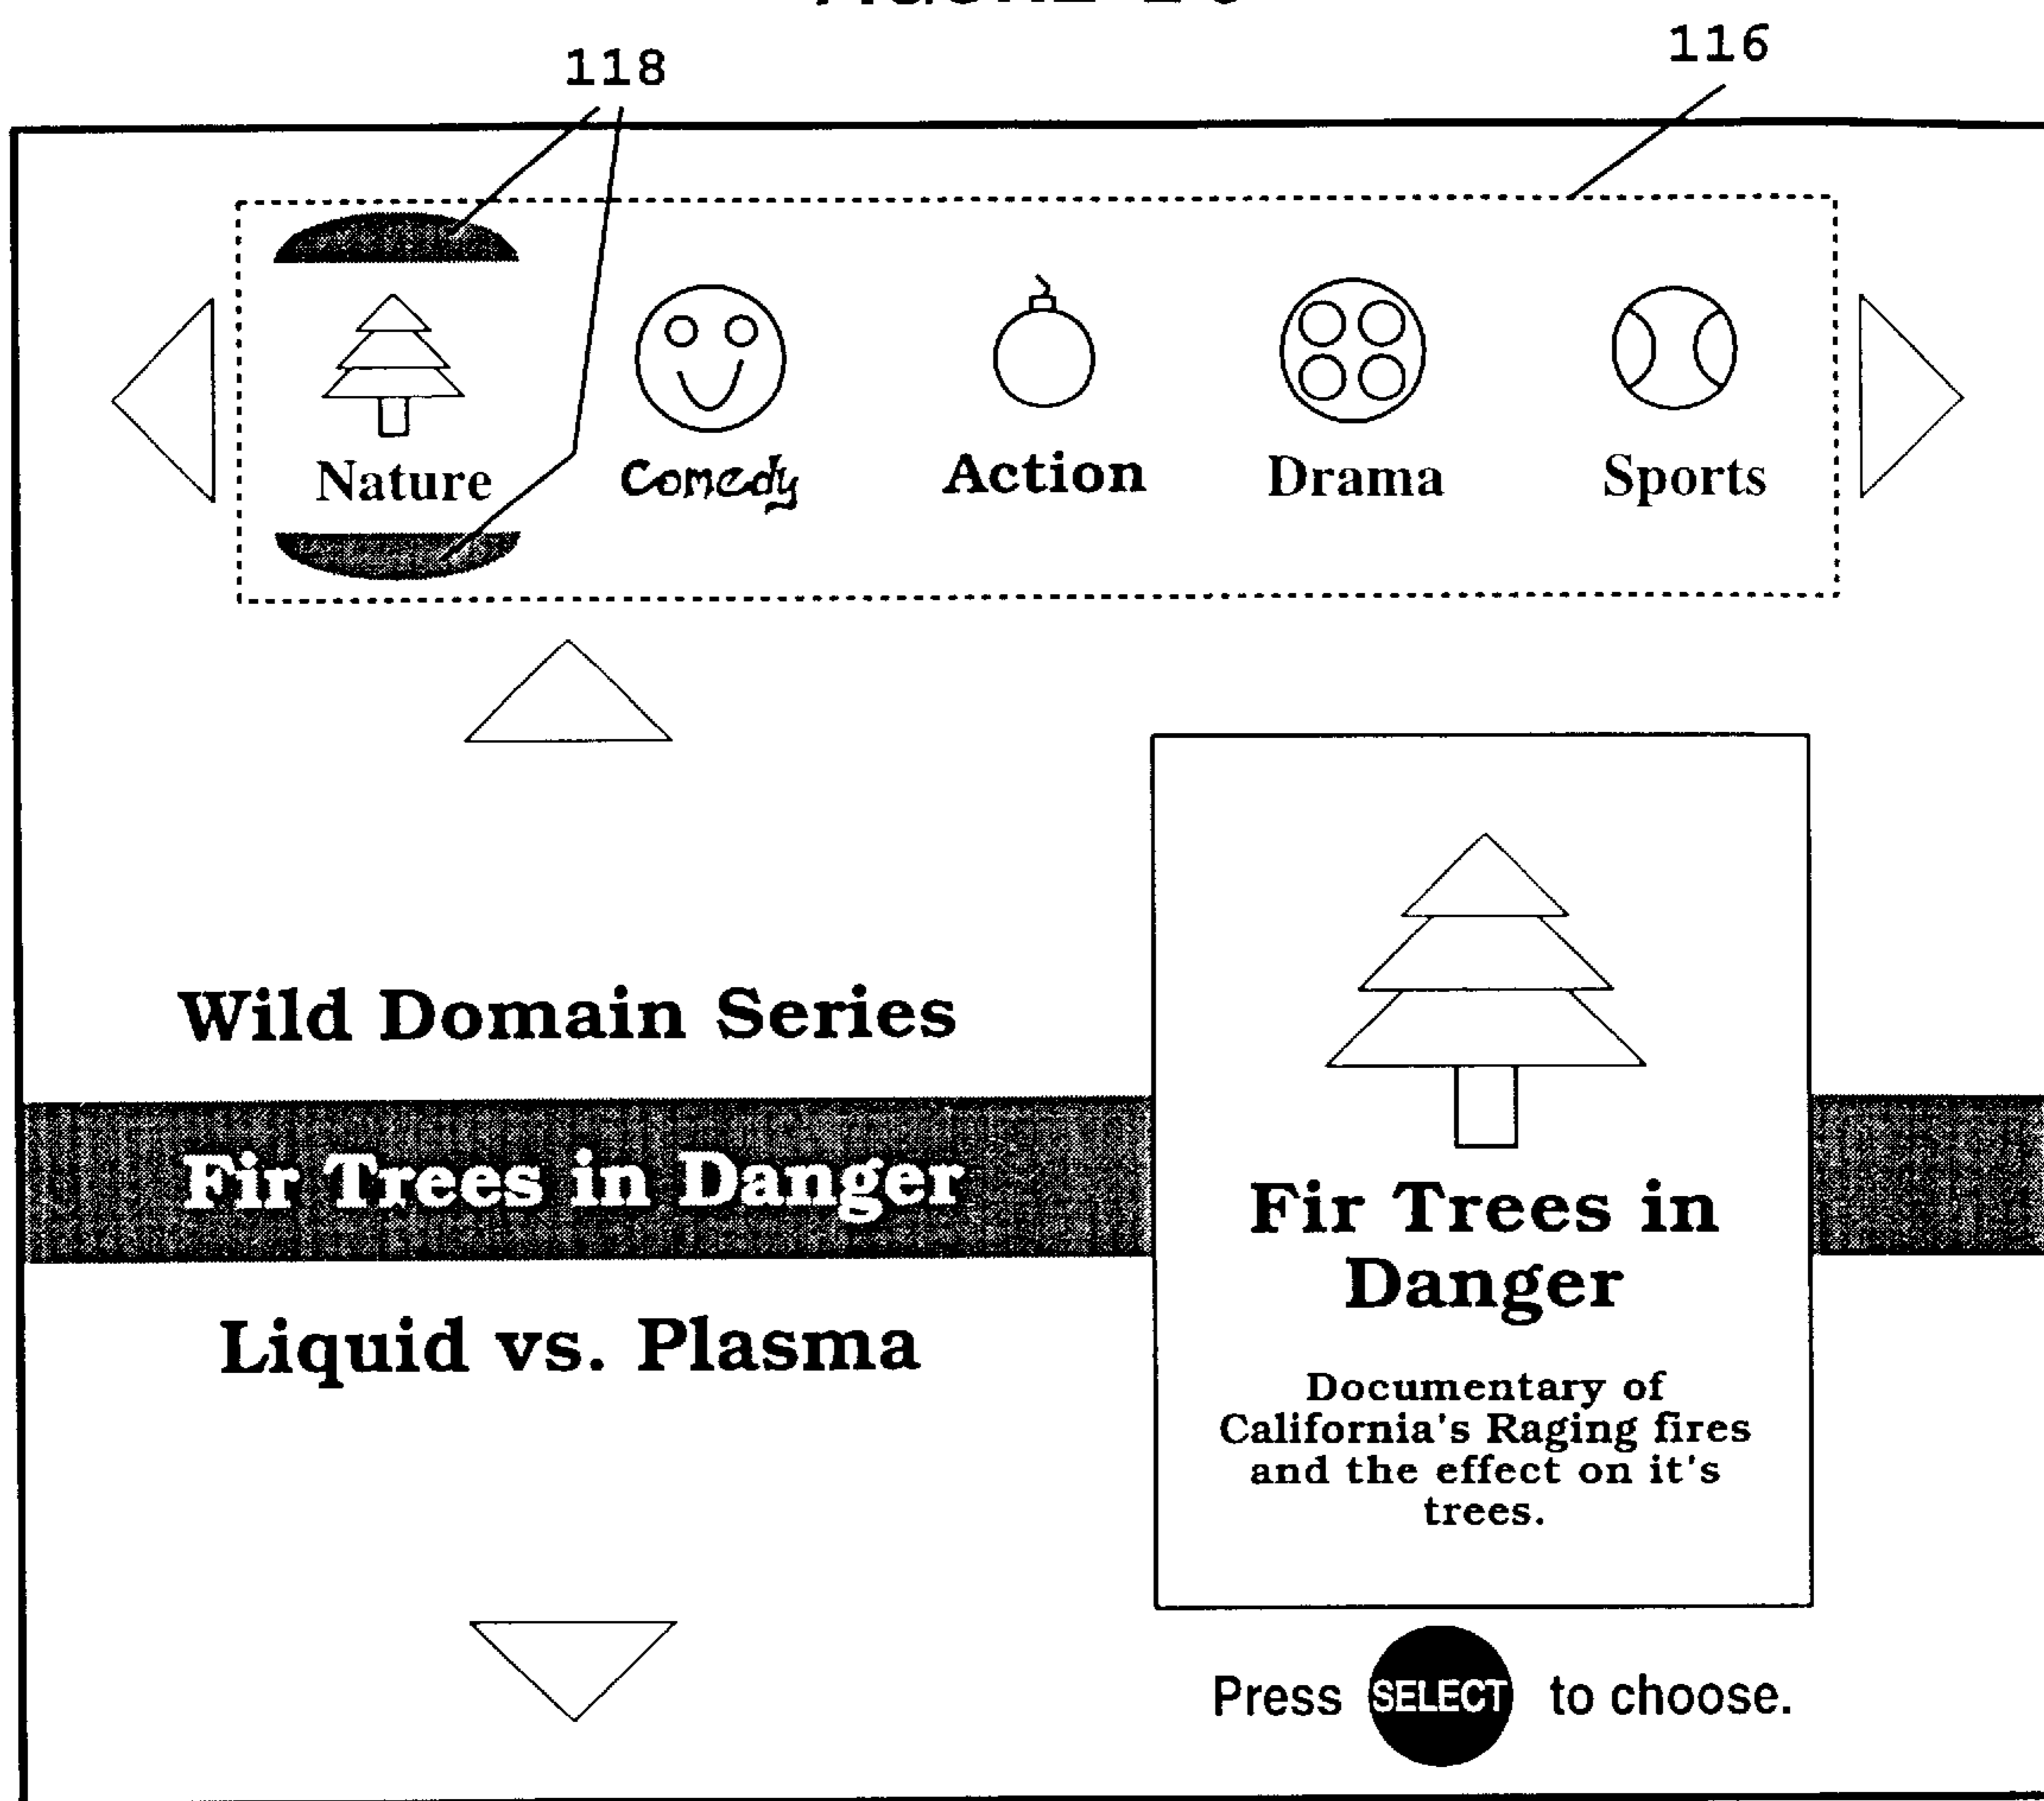 118
116
Nature Comedy Action Drama Sports
Wild Domain Series
Fir Trees in Danger
Liquid vs. Plasma
Fir Trees in
Danger
Documentary of
California's Raging fires
and the effect on it's
trees.
Press SELECT to choose.